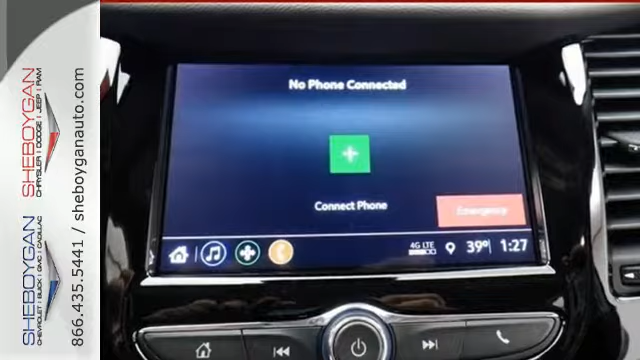 SHEBOYGAN
CHRYSLER | DODGE | JEEP | RAM
SHEBOYGAN
CHEVROLET | BUICK | GMC | CADILLAC
866.435.5441 / sheboyganauto.com
No Phone Connected
Connect Phone
Emergency
4G LTE
39°
1:27